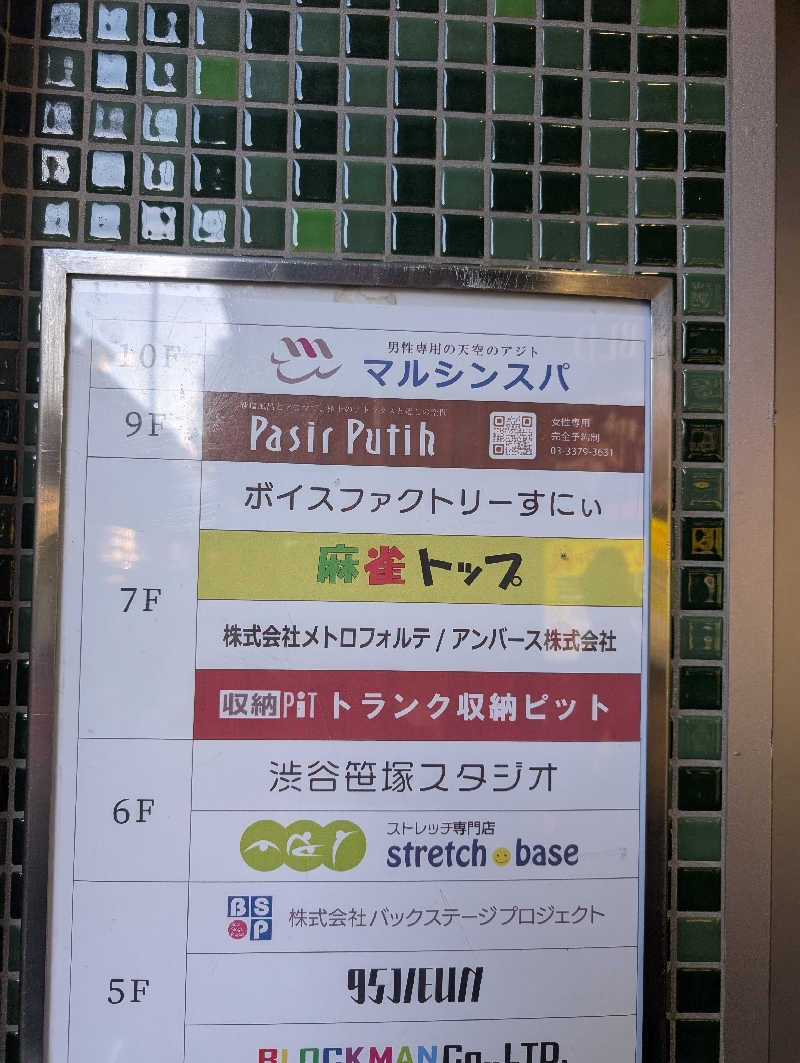 10F
男性専用の天空のアジト
マルシンスパ
9F
Pasir Putih
女性専用
完全予約制
03-3379-3631
7F
ボイスファクトリーすにぃ
麻雀トップ
株式会社メトロフォルテ / アンバース株式会社
収納PiT トランク収納ピット
6F
渋谷笹塚スタジオ
ストレッチ専門店
stretch base
5F
BSP
株式会社バックステージプロジェクト
BLOCKMAN Co., LTD.